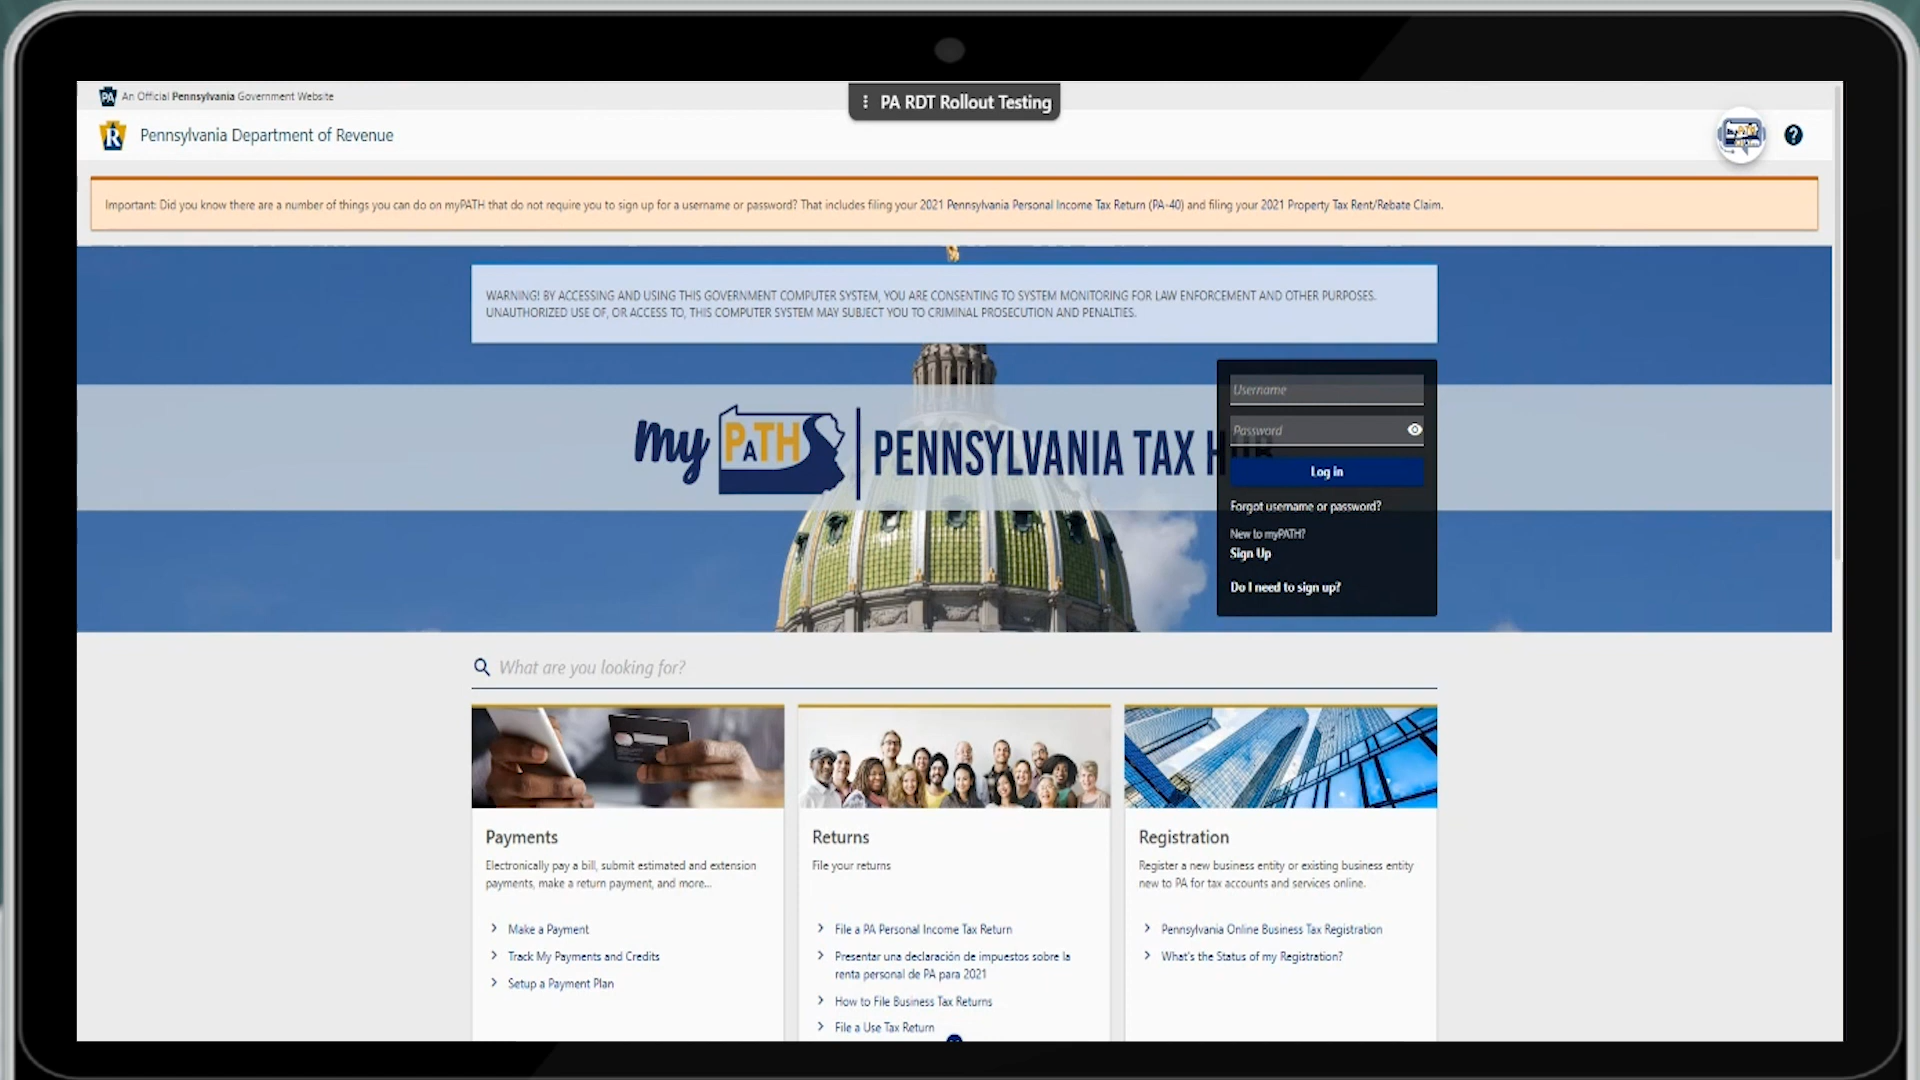 PA An Official Pennsylvania Government Website
PA RDT Rollout Testing
R Pennsylvania Department of Revenue
?
Important: Did you know there are a number of things you can do on myPATH that do not require you to sign up for a username or password? That includes filing your 2021 Pennsylvania Personal Income Tax Return (PA-40) and filing your 2021 Property Tax Rent/Rebate Claim.
WARNING! BY ACCESSING AND USING THIS GOVERNMENT COMPUTER SYSTEM, YOU ARE CONSENTING TO SYSTEM MONITORING FOR LAW ENFORCEMENT AND OTHER PURPOSES.
UNAUTHORIZED USE OF, OR ACCESS TO, THIS COMPUTER SYSTEM MAY SUBJECT YOU TO CRIMINAL PROSECUTION AND PENALTIES.
my PATH | PENNSYLVANIA TAX HUB
Username
Password
Log in
Forgot username or password?
New to myPATH?
Sign Up
Do I need to sign up?
What are you looking for?
Payments
Electronically pay a bill, submit estimated and extension
payments, make a return payment, and more...
Make a Payment
Track My Payments and Credits
Setup a Payment Plan
Returns
File your returns
File a PA Personal Income Tax Return
Presentar una declaración de impuestos sobre la
renta personal de PA para 2021
How to File Business Tax Returns
File a Use Tax Return
Registration
Register a new business entity or existing business entity
new to PA for tax accounts and services online.
Pennsylvania Online Business Tax Registration
What's the Status of my Registration?